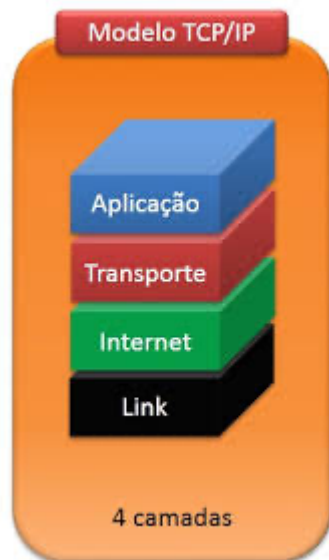 Modelo TCP/IP
Aplicação
Transporte
Internet
Link
4 camadas